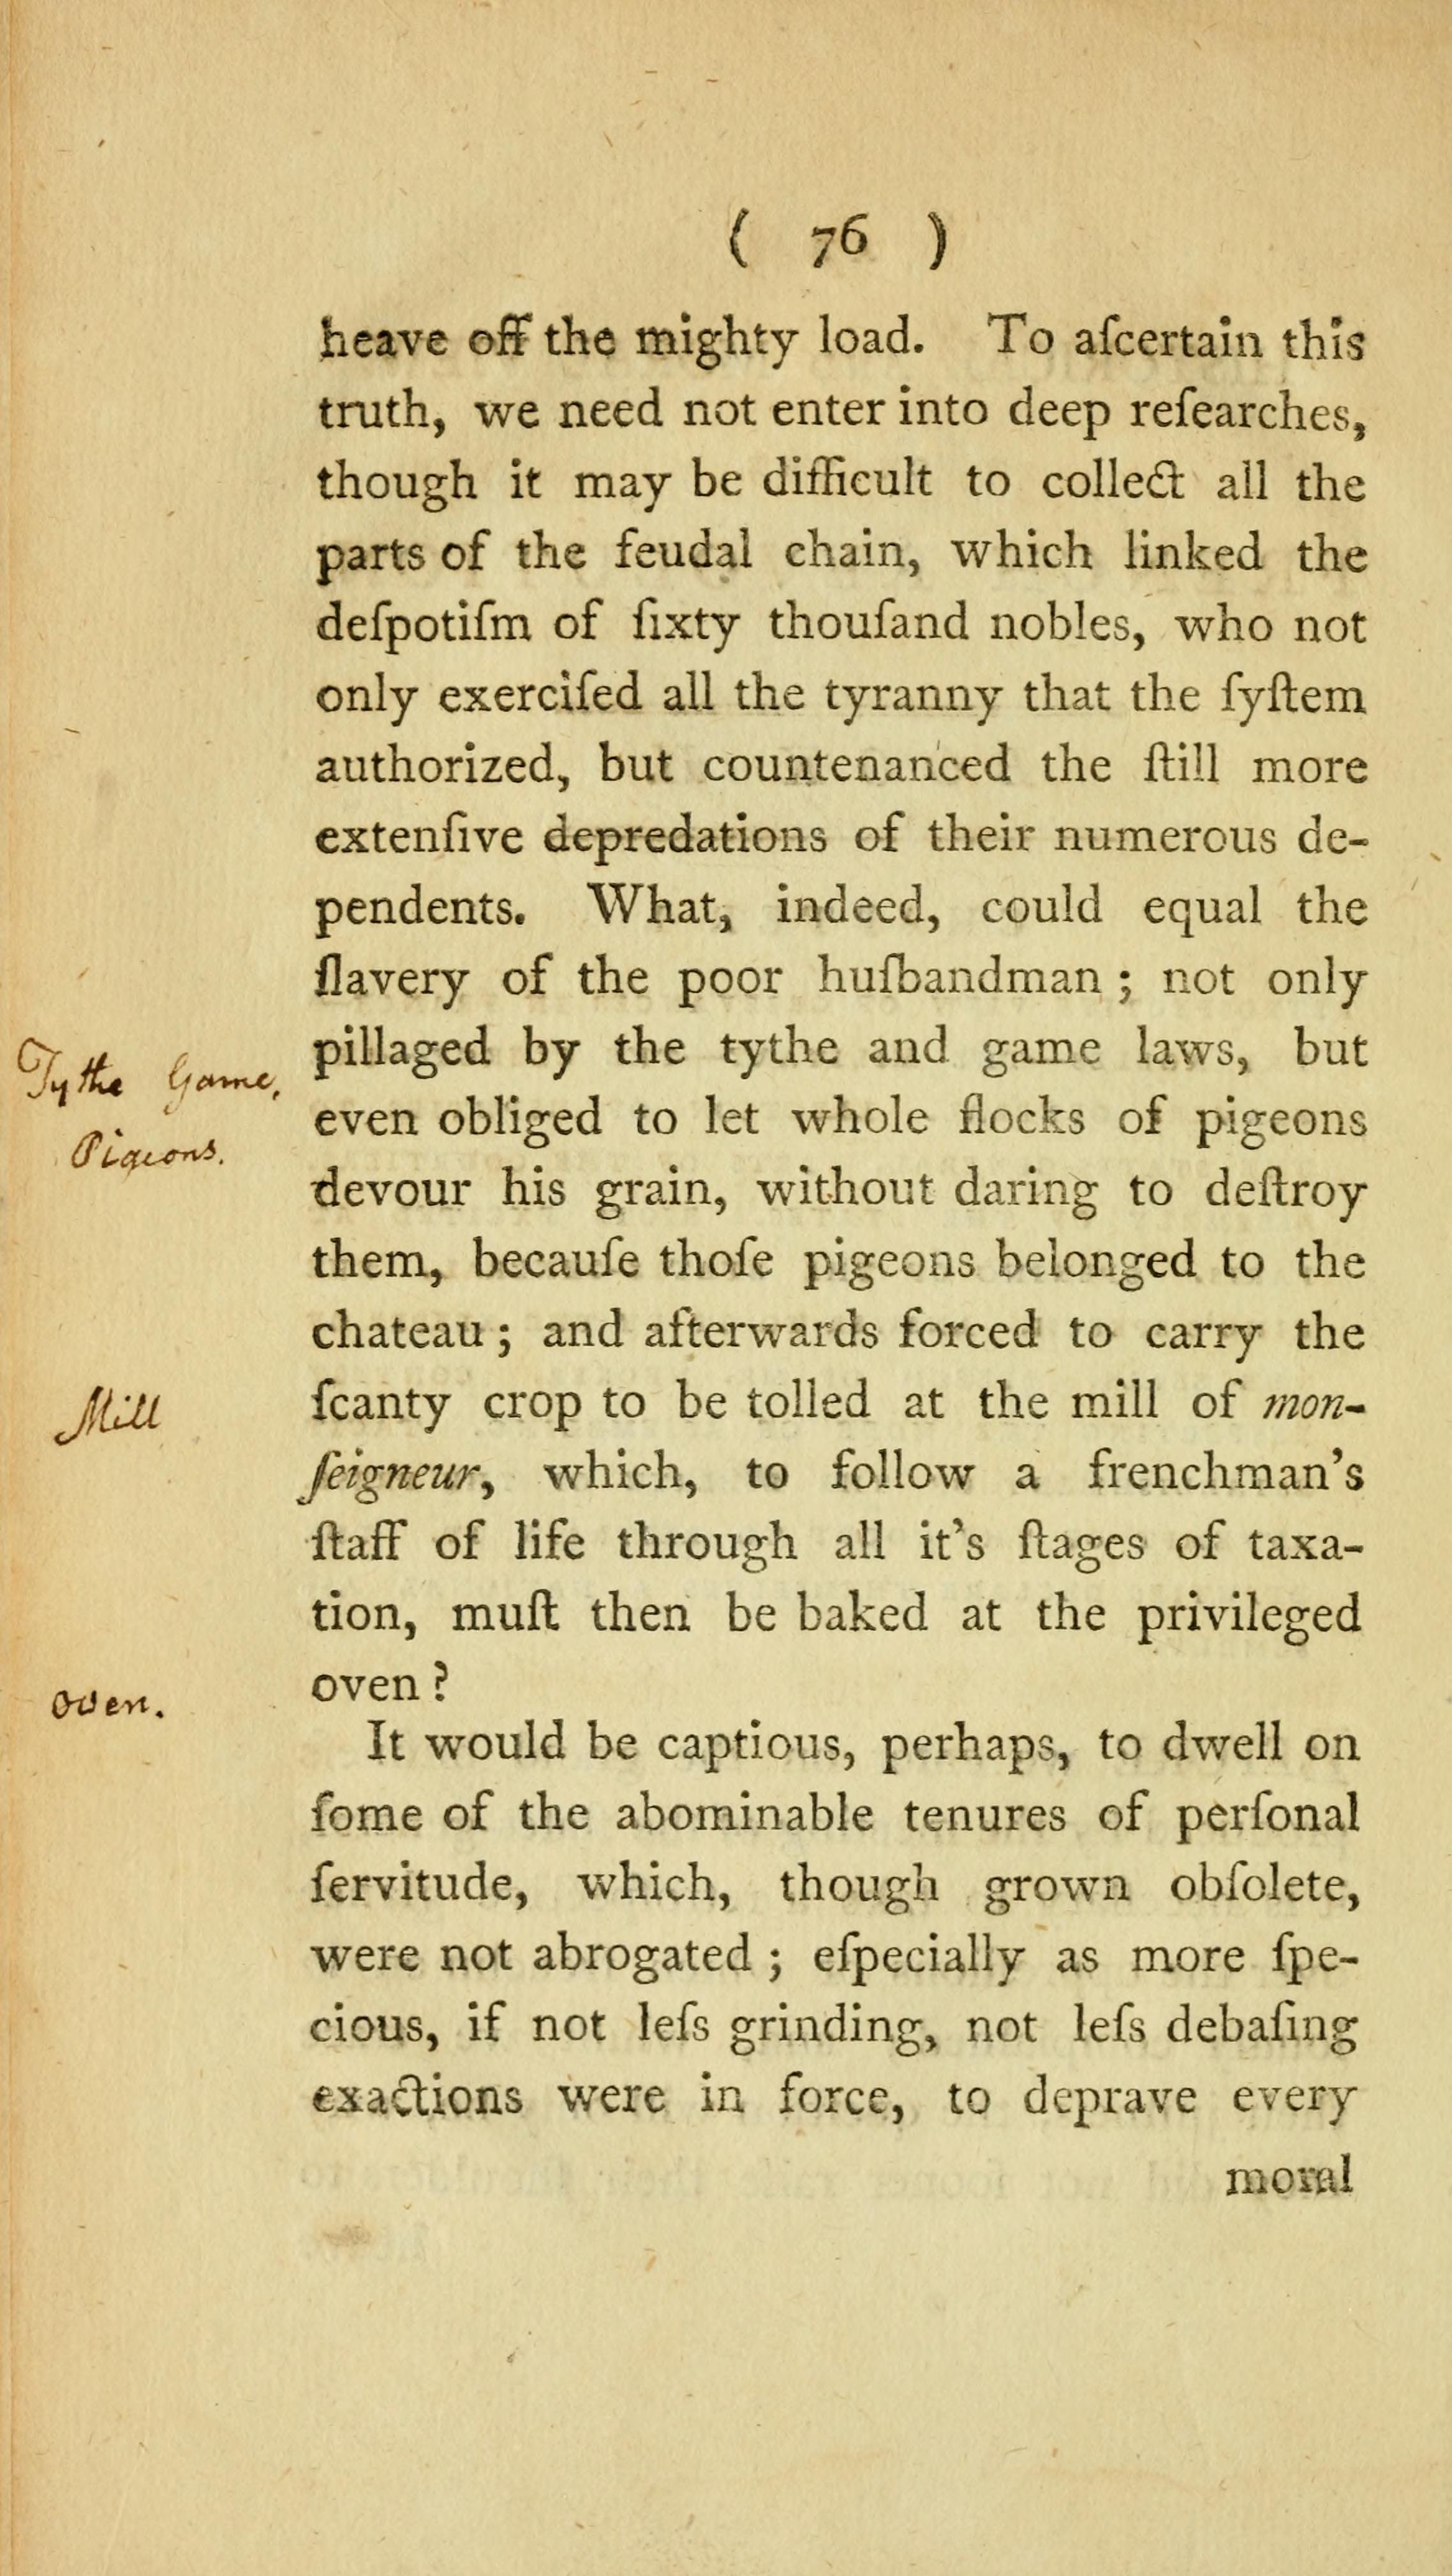 ( 76 )
heave off the mighty load. To aſcertain this
truth, we need not enter into deep reſearches,
though it may be difficult to collect all the
parts of the feudal chain, which linked the
deſpotiſm of ſixty thouſand nobles, who not
only exerciſed all the tyranny that the ſyſtem
authorized, but countenanced the ſtill more
extenſive depredations of their numerous de-
pendents. What, indeed, could equal the
ſlavery of the poor huſbandman ; not only
pillaged by the tythe and game laws, but
Tythe Game,
even obliged to let whole flocks of pigeons
Pigeons.
devour his grain, without daring to deſtroy
them, becauſe thoſe pigeons belonged to the
chateau ; and afterwards forced to carry the
ſcanty crop to be tolled at the mill of mon-
Mill
ſeigneur, which, to follow a frenchman's
ſtaff of life through all it's ſtages of taxa-
tion, muſt then be baked at the privileged
oven ?
oven.
It would be captious, perhaps, to dwell on
ſome of the abominable tenures of perſonal
ſervitude, which, though grown obſolete,
were not abrogated ; eſpecially as more ſpe-
cious, if not leſs grinding, not leſs debaſing
exactions were in force, to deprave every
moral